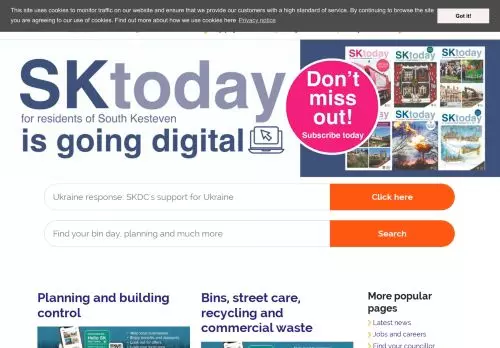 This site uses cookies to monitor traffic on our website and ensure that we provide our customers with a high standard of service. By continuing to browse the site
you are agreeing to our use of cookies. Find out more about how we use cookies here Privacy notice
Got it!
SKtoday
for residents of South Kesteven
is going digital
Don't
miss
out!
Subscribe today
SKtoday
SKtoday
SKtoday
SKtoday
SKtoday
SKtoday
Ukraine response: SKDC's support for Ukraine
Click here
Find your bin day, planning and much more
Search
Planning and building
control
Bins, street care,
recycling and
commercial waste
More popular
pages
Latest news
Jobs and careers
Find your councillor